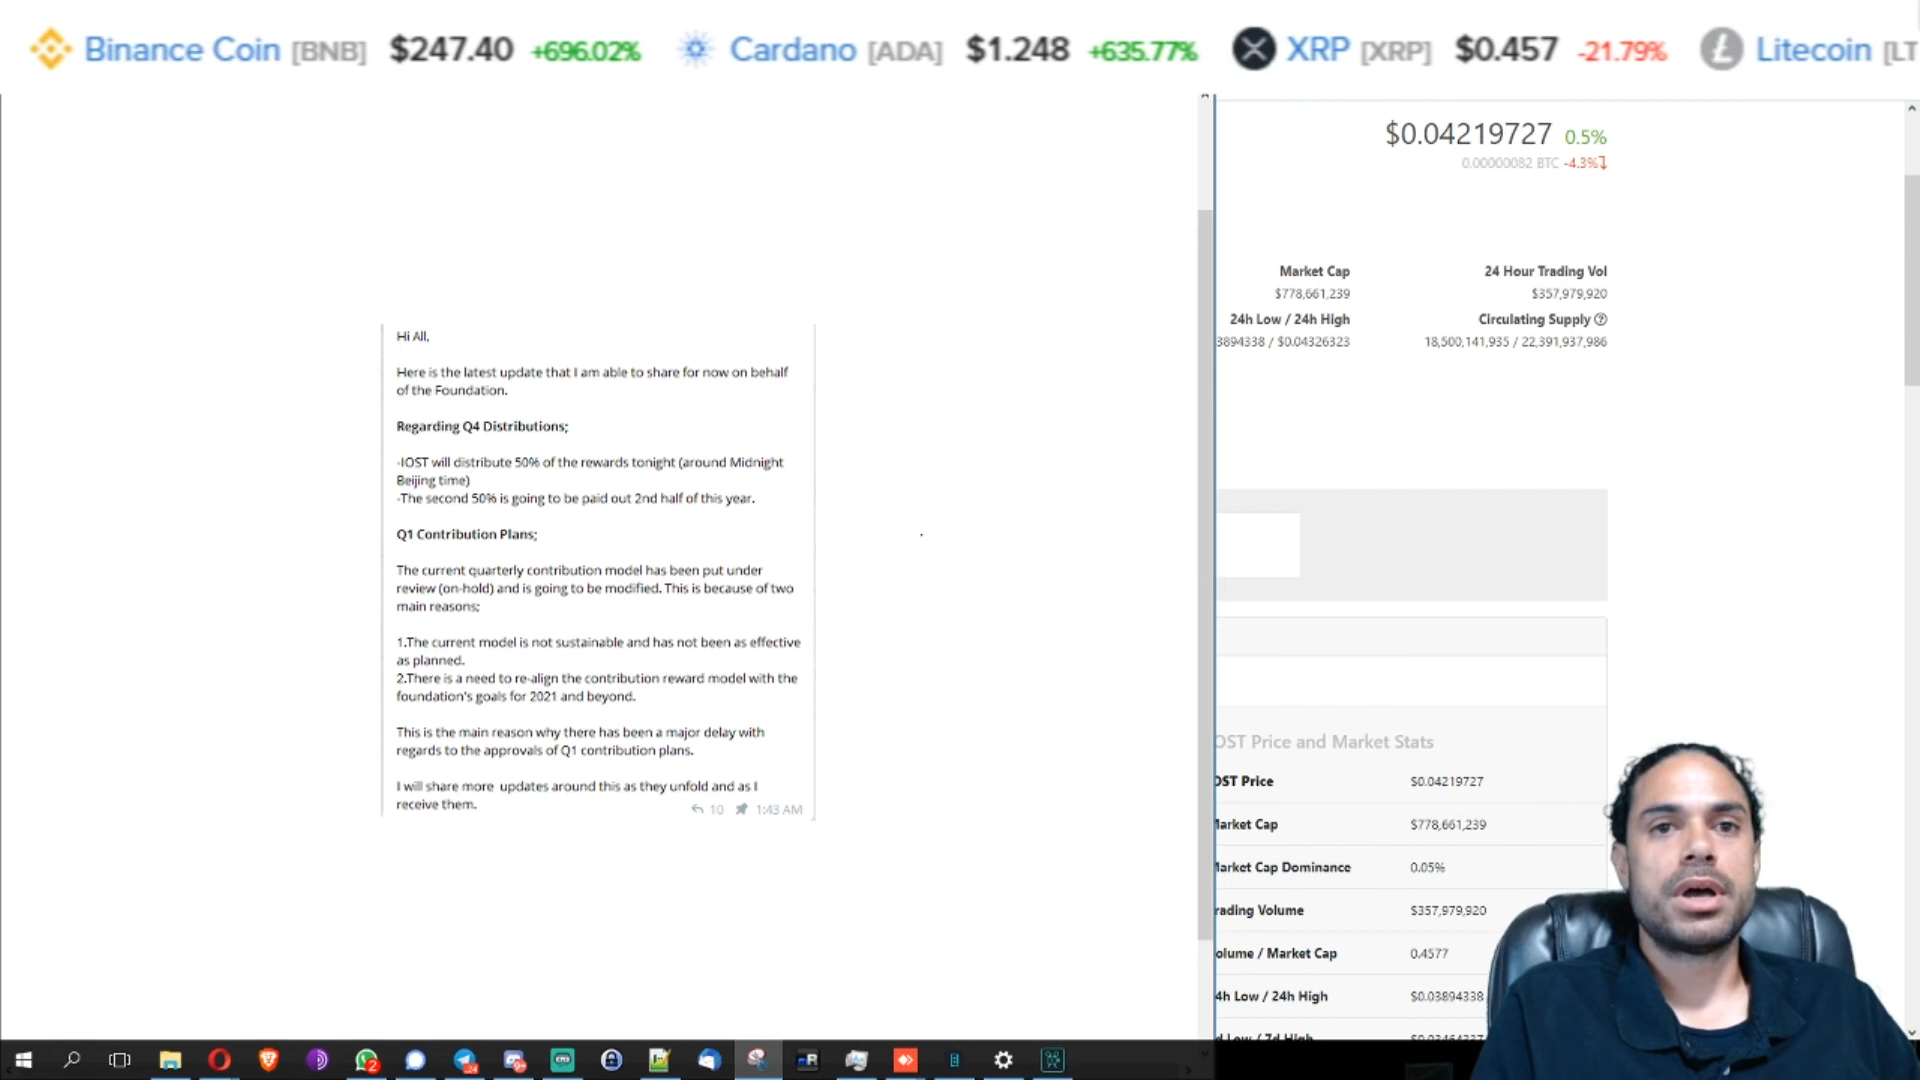 Binance Coin [BNB] $247.40 +696.02% Cardano [ADA] $1.248 +635.77% XRP [XRP] $0.457 -21.79% Litecoin [LT
$0.04219727 0.5%
0.00000082 BTC -4.3%
Market Cap 24 Hour Trading Vol
$778,661,239 $357,979,920
24h Low / 24h High Circulating Supply
3894338 / $0.04326323 18,500,141,935 / 22,391,937,986
Hi All,
Here is the latest update that I am able to share for now on behalf
of the Foundation.
Regarding Q4 Distributions;
-IOST will distribute 50% of the rewards tonight (around Midnight
Beijing time)
-The second 50% is going to be paid out 2nd half of this year.
Q1 Contribution Plans;
The current quarterly contribution model has been put under
review (on-hold) and is going to be modified. This is because of two
main reasons;
1.The current model is not sustainable and has not been as effective
as planned.
2.There is a need to re-align the contribution reward model with the
foundation's goals for 2021 and beyond.
This is the main reason why there has been a major delay with
regards to the approvals of Q1 contribution plans.
I will share more updates around this as they unfold and as I
receive them.
10 1:43 AM
OST Price and Market Stats
OST Price $0.04219727
Market Cap $778,661,239
Market Cap Dominance 0.05%
rading Volume $357,979,920
olume / Market Cap 0.4577
4h Low / 24h High $0.03894338
d Low / 7d High